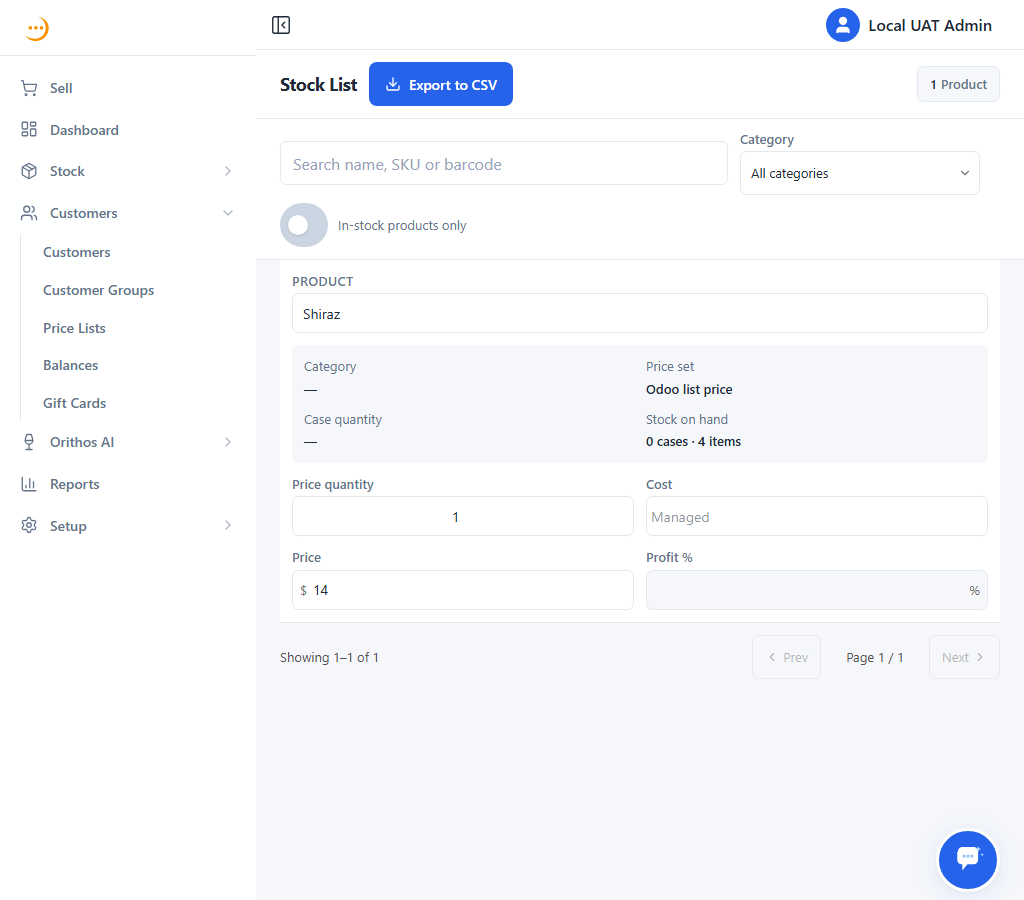 Local UAT Admin
Sell
Dashboard
Stock
Customers
Customers
Customer Groups
Price Lists
Balances
Gift Cards
Orithos AI
Reports
Setup
Stock List
Export to CSV
1 Product
Search name, SKU or barcode
Category
All categories
In-stock products only
PRODUCT
Shiraz
Category
—
Price set
Odoo list price
Case quantity
—
Stock on hand
0 cases · 4 items
Price quantity
1
Cost
Managed
Price
$ 14
Profit %
%
Showing 1–1 of 1
Prev
Page 1 / 1
Next